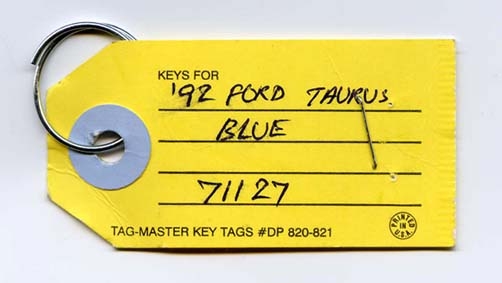 KEYS FOR
'92 FORD TAURUS
BLUE
71127
TAG-MASTER KEY TAGS #DP 820-821
PRINTED IN U.S.A.